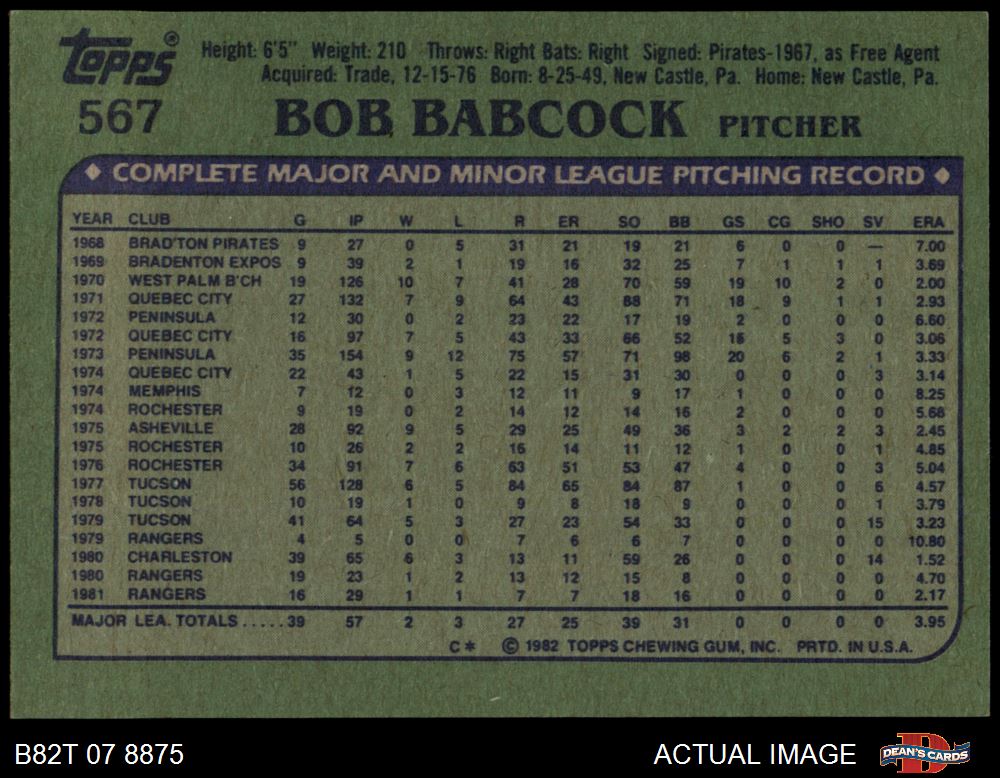 Topps®
Height: 6'5" Weight: 210 Throws: Right Bats: Right Signed: Pirates-1967, as Free Agent
Acquired: Trade, 12-15-76 Born: 8-25-49, New Castle, Pa. Home: New Castle, Pa.
567 BOB BABCOCK PITCHER
◆ COMPLETE MAJOR AND MINOR LEAGUE PITCHING RECORD ◆
YEAR CLUB G IP W L R ER SO BB GS CG SHO SV ERA
1968 BRAD'TON PIRATES 9 27 0 5 31 21 19 21 6 0 0 — 7.00
1969 BRADENTON EXPOS 9 39 2 1 19 16 32 25 7 1 1 1 3.69
1970 WEST PALM B'CH 19 126 10 7 41 28 70 59 19 10 2 0 2.00
1971 QUEBEC CITY 27 132 7 9 64 43 88 71 18 9 1 1 2.93
1972 PENINSULA 12 30 0 2 23 22 17 19 2 0 0 0 6.60
1972 QUEBEC CITY 16 97 7 5 43 33 66 52 16 5 3 0 3.06
1973 PENINSULA 35 154 9 12 75 57 71 98 20 6 2 1 3.33
1974 QUEBEC CITY 22 43 1 5 22 15 31 30 0 0 0 3 3.14
1974 MEMPHIS 7 12 0 3 12 11 9 17 1 0 0 0 8.25
1974 ROCHESTER 9 19 0 2 14 12 14 16 2 0 0 0 5.68
1975 ASHEVILLE 28 92 9 5 29 25 49 36 3 2 2 3 2.45
1975 ROCHESTER 10 26 2 2 16 14 11 12 1 0 0 1 4.85
1976 ROCHESTER 34 91 7 6 63 51 53 47 4 0 0 3 5.04
1977 TUCSON 56 128 6 5 84 65 84 87 1 0 0 6 4.57
1978 TUCSON 10 19 1 0 9 8 18 9 0 0 0 1 3.79
1979 TUCSON 41 64 5 3 27 23 54 33 0 0 0 15 3.23
1979 RANGERS 4 5 0 0 7 6 6 7 0 0 0 0 10.80
1980 CHARLESTON 39 65 6 3 13 11 59 26 0 0 0 14 1.52
1980 RANGERS 19 23 1 2 13 12 15 8 0 0 0 0 4.70
1981 RANGERS 16 29 1 1 7 7 18 16 0 0 0 0 2.17
MAJOR LEA. TOTALS.....39 57 2 3 27 25 39 31 0 0 0 0 3.95
C* © 1982 TOPPS CHEWING GUM, INC. PRTD. IN U.S.A.
B82T 07 8875 ACTUAL IMAGE D DEAN'S CARDS